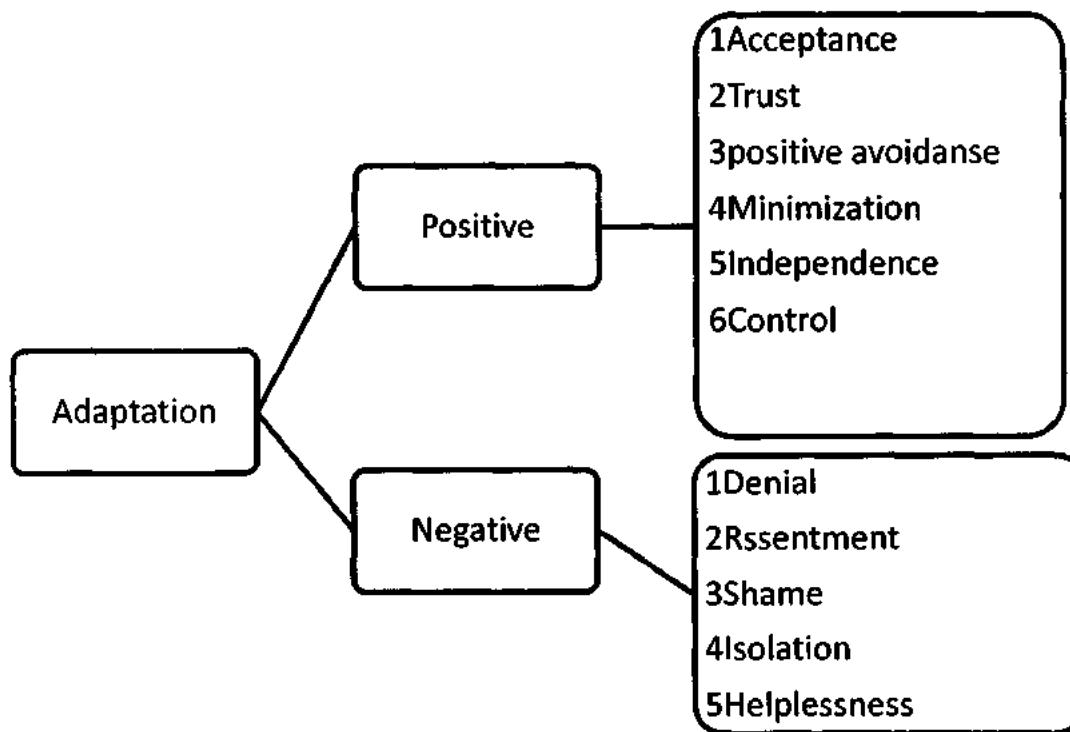 Adaptation
Positive
1Acceptance
2Trust
3positive avoidanse
4Minimization
5Independence
6Control
Negative
1Denial
2Rssentment
3Shame
4Isolation
5Helplessness